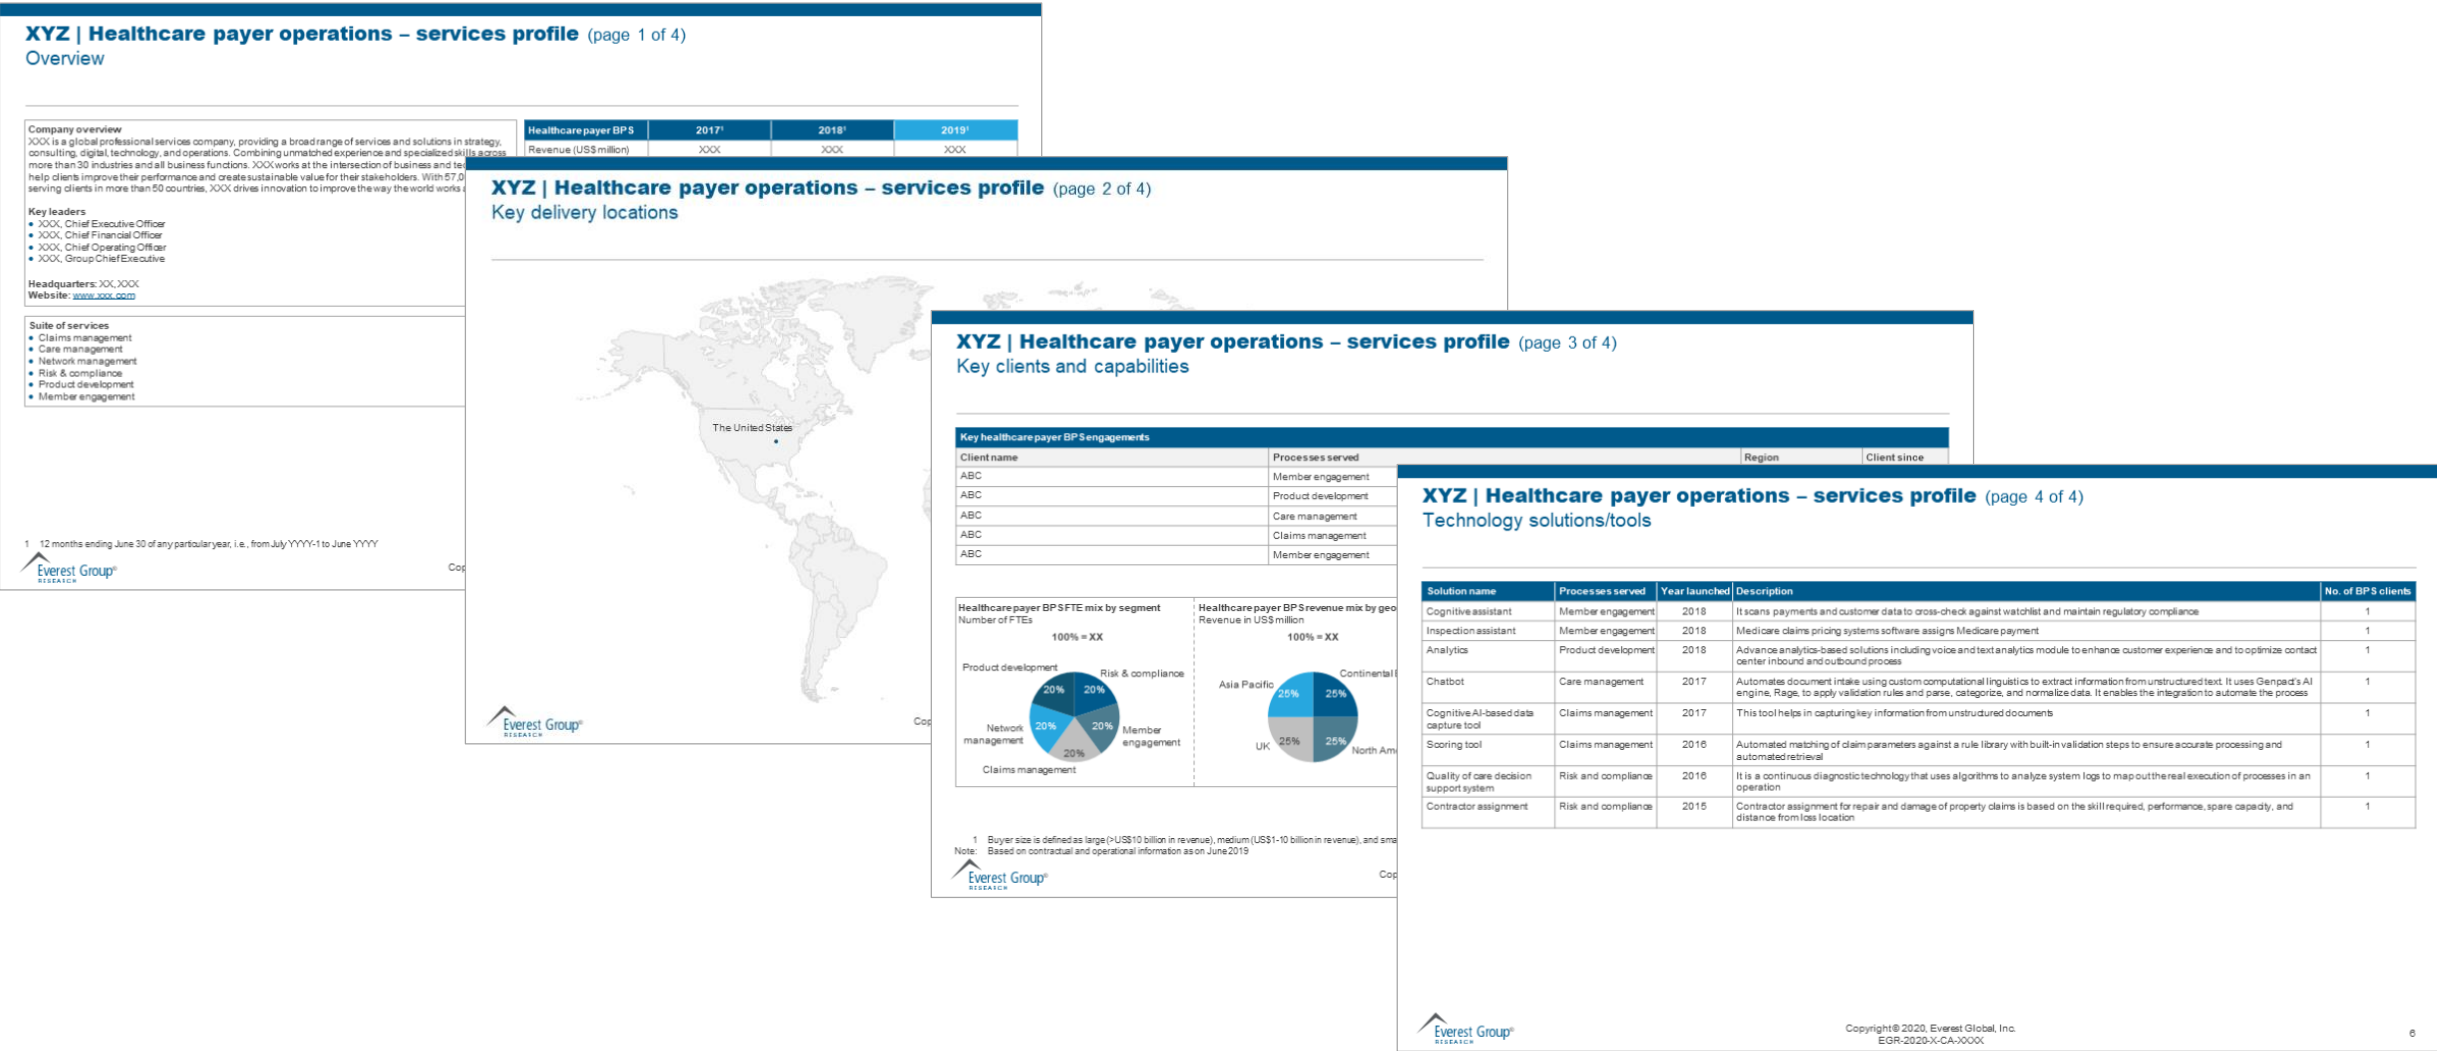 XYZ | Healthcare payer operations – services profile (page 1 of 4)
Overview
Company overview
XXX is a global professional services company, providing a broad range of services and solutions in strategy,
consulting, digital, technology, and operations. Combining unmatched experience and specialized skills across
more than 30 industries and all business functions. XXX works at the intersection of business and
help clients improve their performance and create sustainable value for their stakeholders. With 57,0
serving clients in more than 50 countries, XXX drives innovation to improve the way the world works
Key leaders
• XXX, Chief Executive Officer
• XXX, Chief Financial Officer
• XXX, Chief Operating Officer
• XXX, Group Chief Executive
Headquarters: XX, XXX
Website: www.xxx.com
Suite of services
• Claims management
• Care management
• Network management
• Risk & compliance
• Product development
• Member engagement
Healthcare payer BPS 2017¹ 2018¹ 2019¹
Revenue (US$ million) XXX XXX XXX
1 12 months ending June 30 of any particular year, i.e., from July YYYY-1 to June YYYY
Everest Group®
RESEARCH
Cop
XYZ | Healthcare payer operations – services profile (page 2 of 4)
Key delivery locations
The United States
Everest Group®
RESEARCH
Cop
XYZ | Healthcare payer operations – services profile (page 3 of 4)
Key clients and capabilities
Key healthcare payer BPS engagements
Client name Processes served Region Client since
ABC Member engagement
ABC Product development
ABC Care management
ABC Claims management
ABC Member engagement
Healthcare payer BPS FTE mix by segment
Number of FTEs
100% = XX
Product development
Risk & compliance
20% 20%
20% 20%
20%
Network
management
Member
engagement
Claims management
Healthcare payer BPS revenue mix by geo
Revenue in US$ million
100% = XX
Asia Pacific
Continental
25% 25%
25% 25%
UK
North Am
1 Buyer size is defined as large (>US$10 billion in revenue), medium (US$1-10 billion in revenue), and sma
Note: Based on contractual and operational information as on June 2019
Everest Group®
RESEARCH
Cop
XYZ | Healthcare payer operations – services profile (page 4 of 4)
Technology solutions/tools
Solution name Processes served Year launched Description No. of BPS clients
Cognitive assistant Member engagement 2018 It scans payments and customer data to cross-check against watchlist and maintain regulatory compliance 1
Inspection assistant Member engagement 2018 Medicare claims pricing systems software assigns Medicare payment 1
Analytics Product development 2018 Advance analytics-based solutions including voice and text analytics module to enhance customer experience and to optimize contact 1
center inbound and outbound process
Chatbot Care management 2017 Automates document intake using custom computational linguistics to extract information from unstructured text. It uses Genpact's AI 1
engine, Rage, to apply validation rules and parse, categorize, and normalize data. It enables the integration to automate the process
Cognitive AI-based data Claims management 2017 This tool helps in capturing key information from unstructured documents 1
capture tool
Scoring tool Claims management 2016 Automated matching of claim parameters against a rule library with built-in validation steps to ensure accurate processing and 1
automated retrieval
Quality of care decision Risk and compliance 2016 It is a continuous diagnostic technology that uses algorithms to analyze system logs to map out the real execution of processes in an 1
support system operation
Contractor assignment Risk and compliance 2015 Contractor assignment for repair and damage of property claims is based on the skill required, performance, spare capacity, and 1
distance from loss location
Everest Group®
RESEARCH
Copyright © 2020, Everest Global, Inc.
EGR-2020-X-CA-XXXX
6